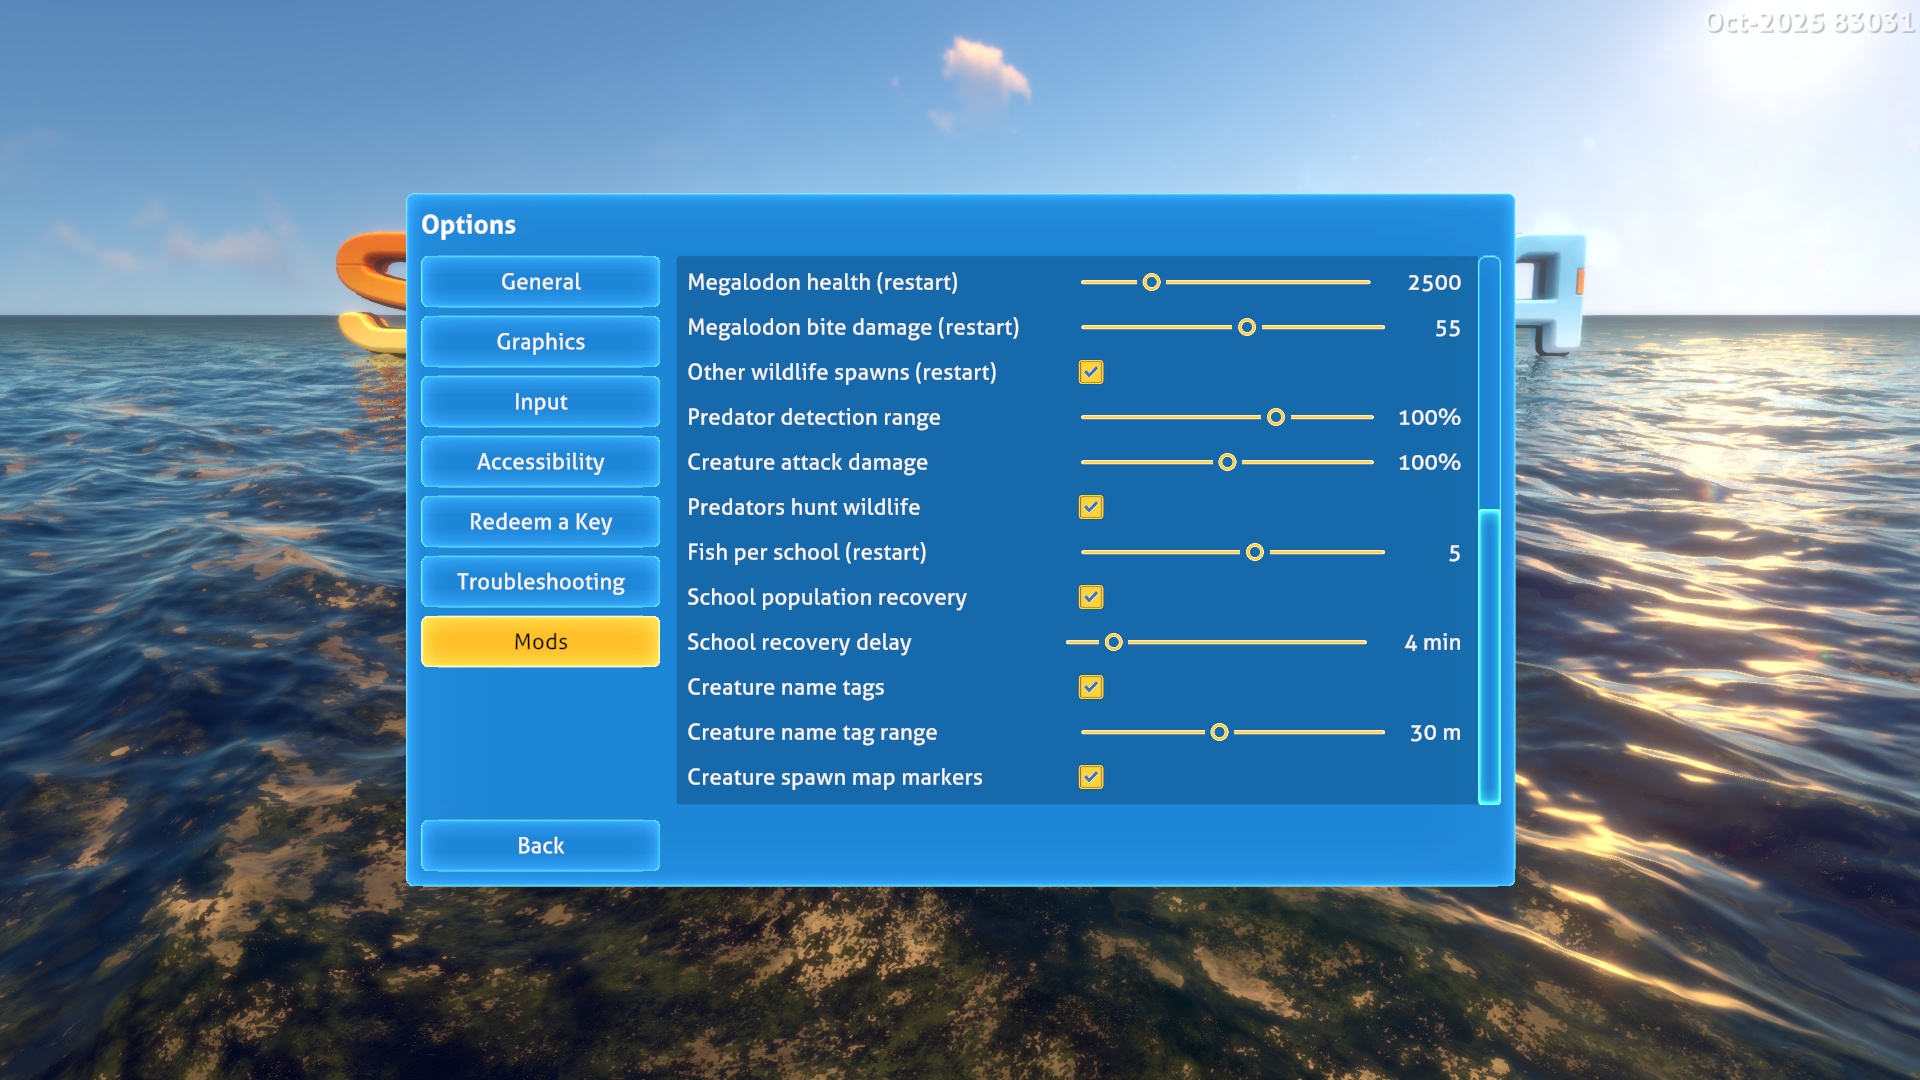 Oct-2025 83031
Options
General
Graphics
Input
Accessibility
Redeem a Key
Troubleshooting
Mods
Back
Megalodon health (restart) 2500
Megalodon bite damage (restart) 55
Other wildlife spawns (restart)
Predator detection range 100%
Creature attack damage 100%
Predators hunt wildlife
Fish per school (restart) 5
School population recovery
School recovery delay 4 min
Creature name tags
Creature name tag range 30 m
Creature spawn map markers